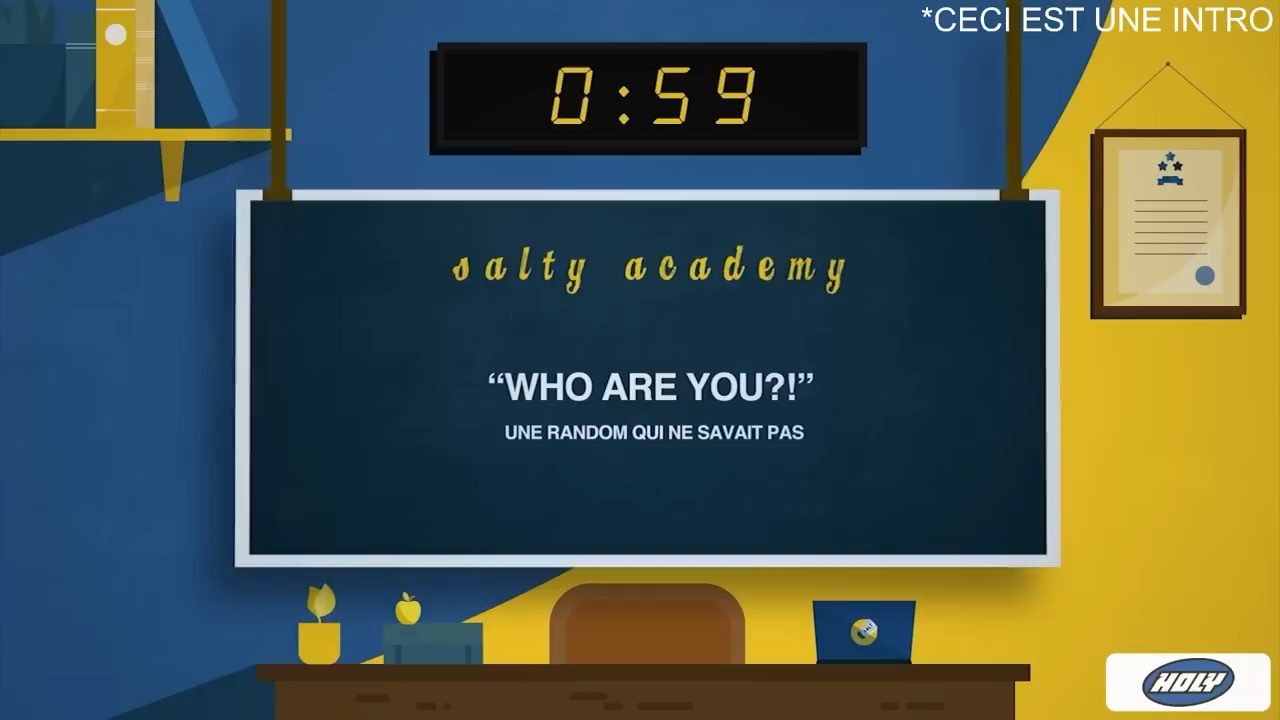 *CECI EST UNE INTRO
0:59
salty academy
“WHO ARE YOU?!”
UNE RANDOM QUI NE SAVAIT PAS
HOLY